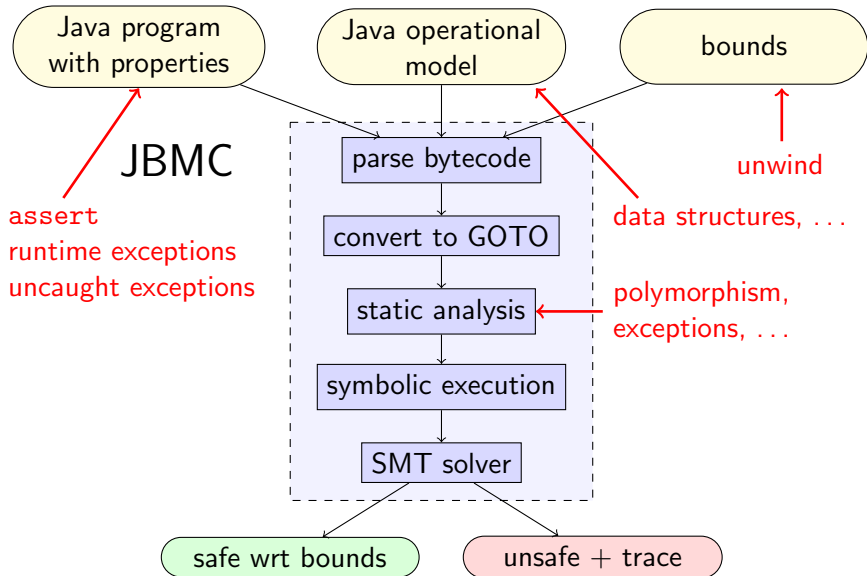 Java program
with properties
Java operational
model
bounds
JBMC
parse bytecode
unwind
assert
runtime exceptions
uncaught exceptions
data structures, ...
convert to GOTO
static analysis
polymorphism,
exceptions, ...
symbolic execution
SMT solver
safe wrt bounds
unsafe + trace